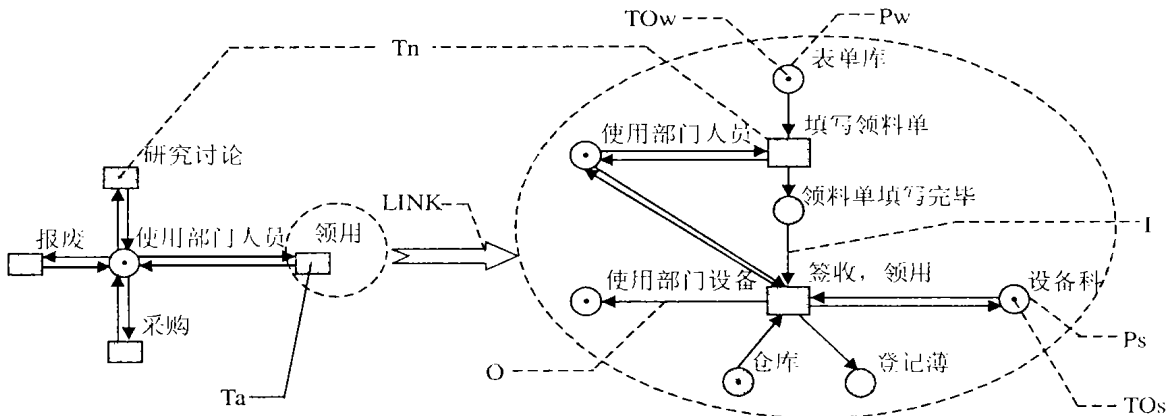 TOw
Pw
Tn
表单库
使用部门人员
填写领料单
研究讨论
LINK
领料单填写完毕
I
报废
使用部门人员
领用
使用部门设备
签收，领用
设备科
采购
Ps
O
仓库
登记薄
Ta
TOs